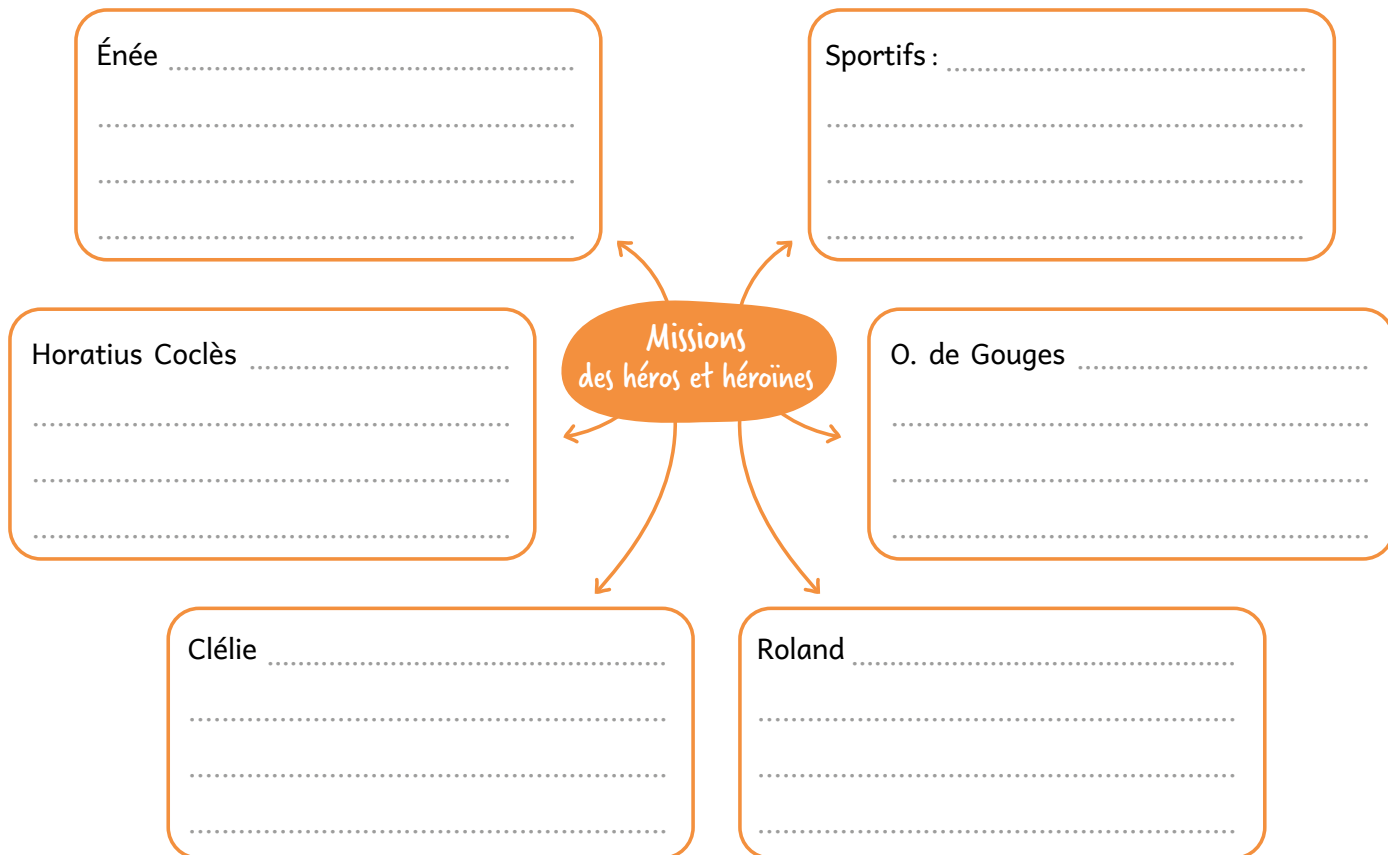 Énée
Sportifs :
Missions
des héros et héroïnes
Horatius Coclès
O. de Gouges
Clélie
Roland